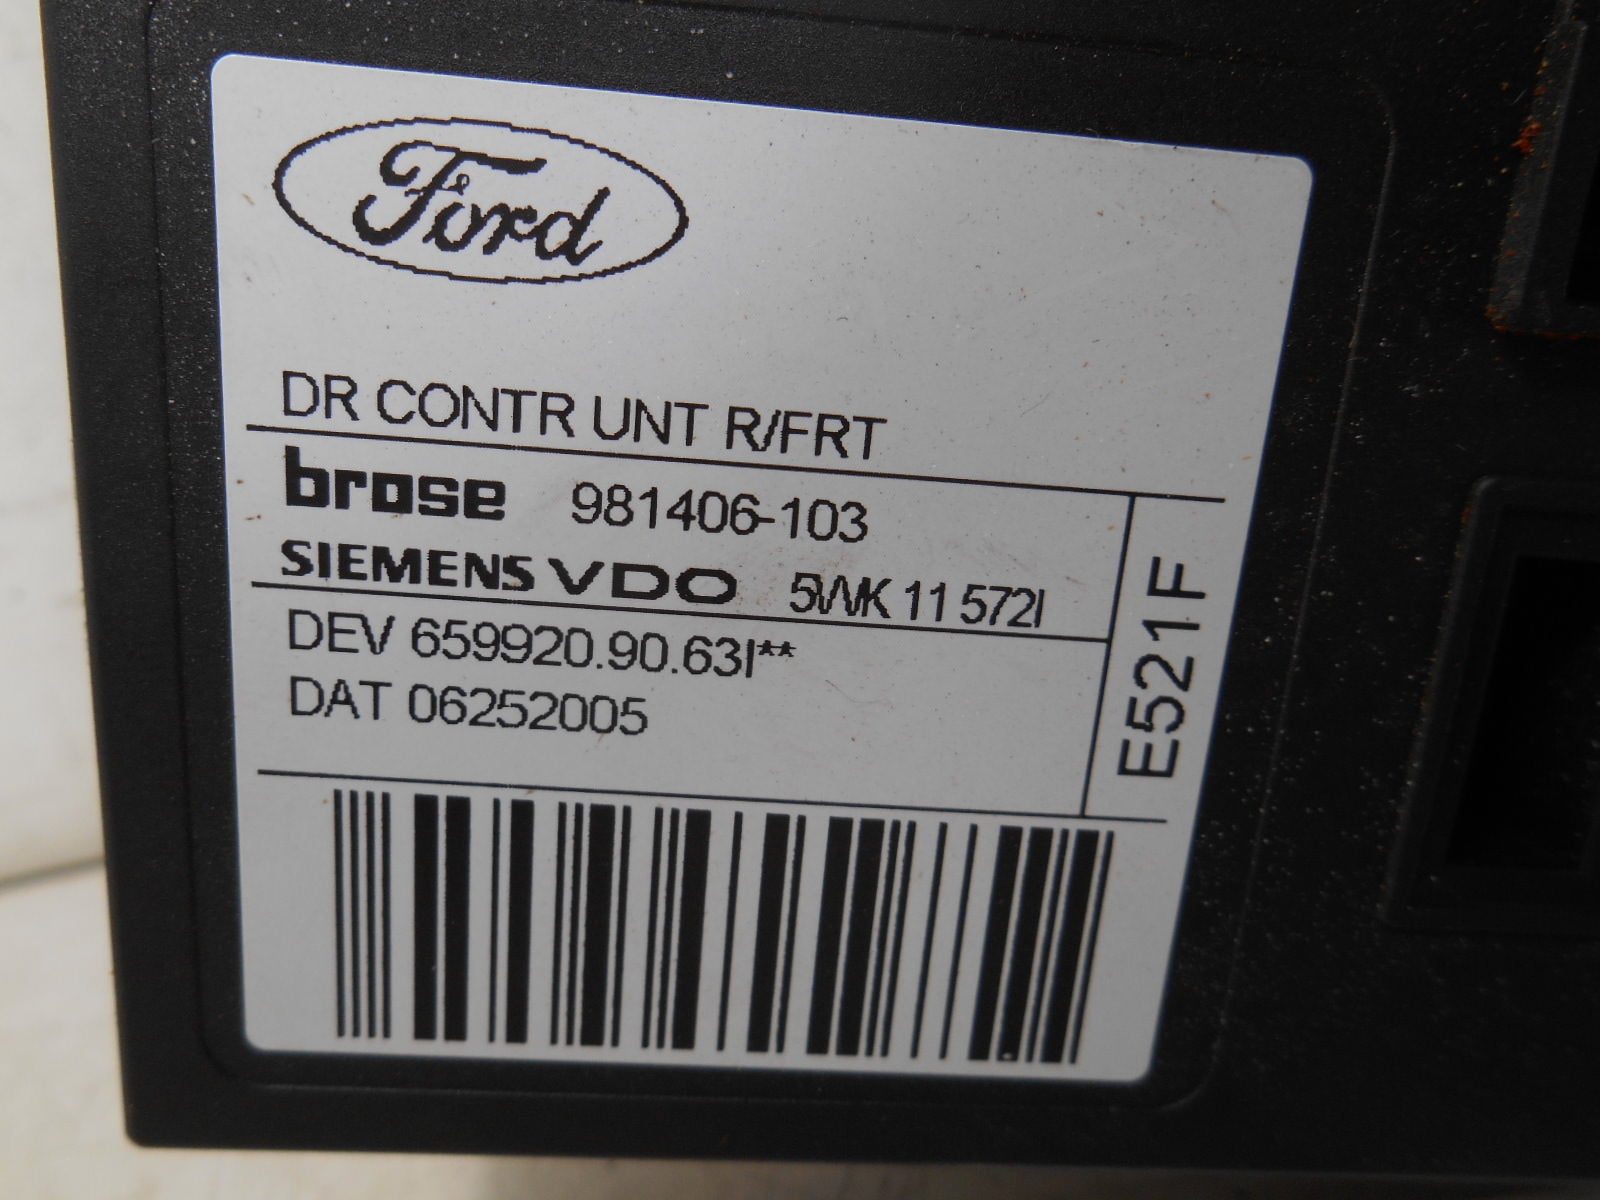 Ford
DR CONTR UNT R/FRT
brose 981406-103
SIEMENS VDO 5WK 11 572I
DEV 659920.90.63I**
DAT 06252005
E521F